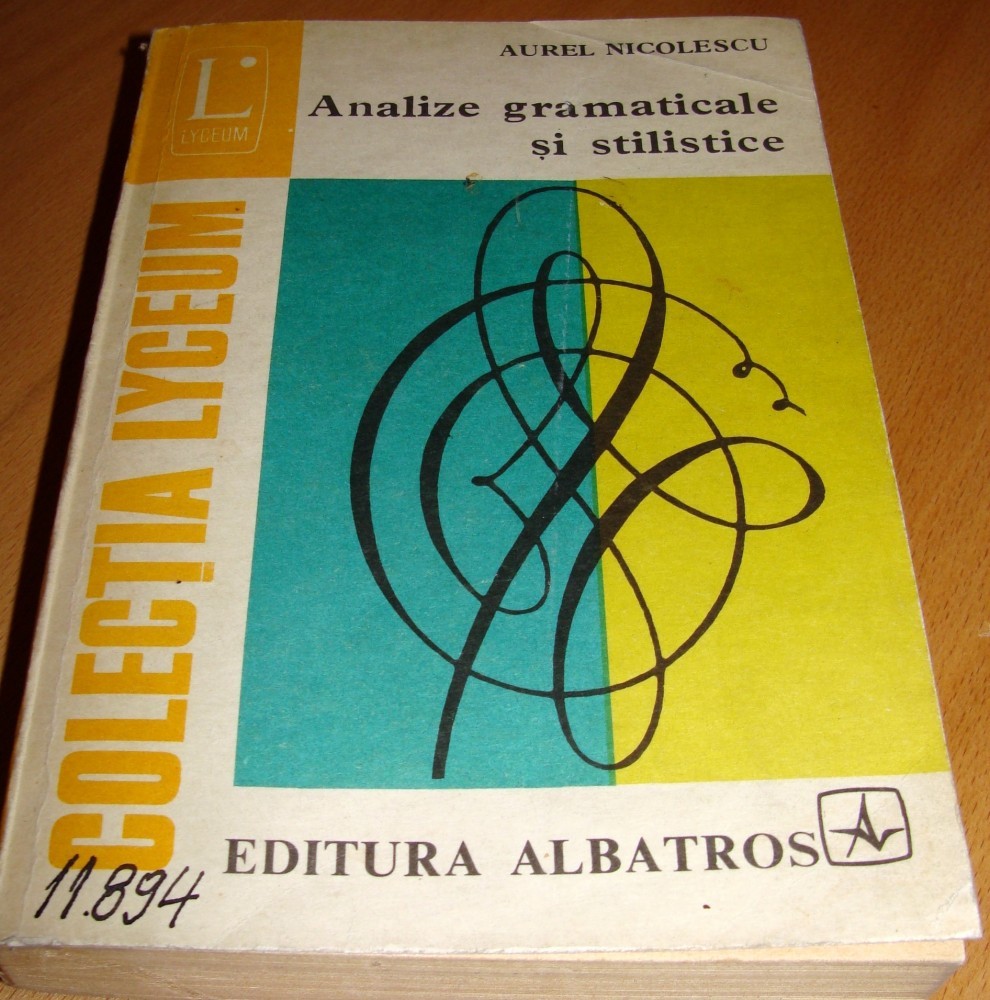 AUREL NICOLESCU
Analize gramaticale
și stilistice
L
LYCEUM
COLECȚIA LYCEUM
EDITURA ALBATROS
11.894